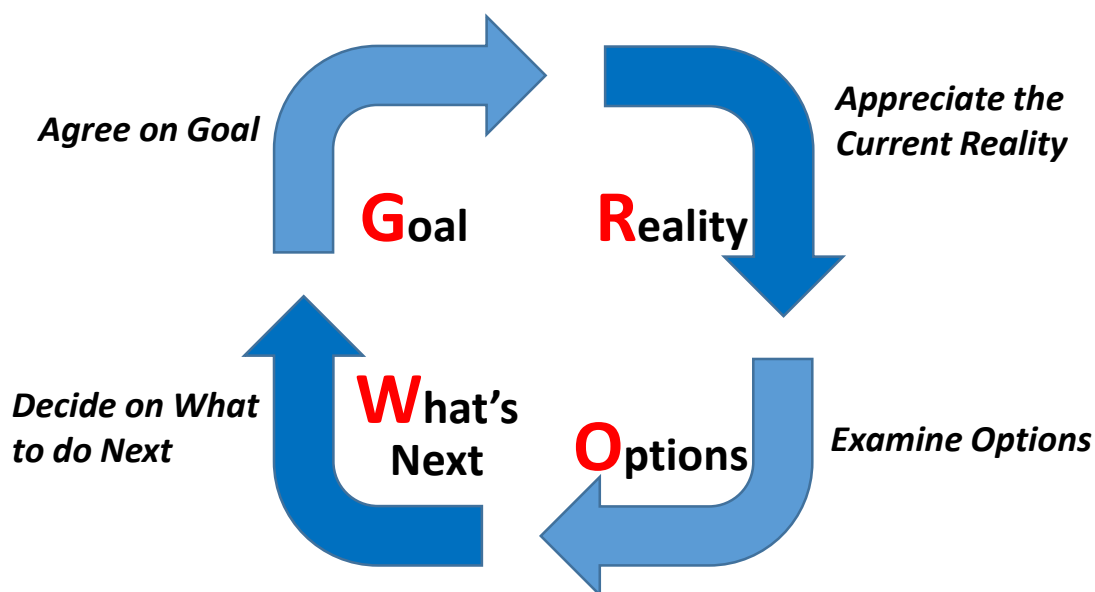 Agree on Goal
Goal
Reality
Appreciate the
Current Reality
Decide on What
to do Next
What's
Next
Options
Examine Options